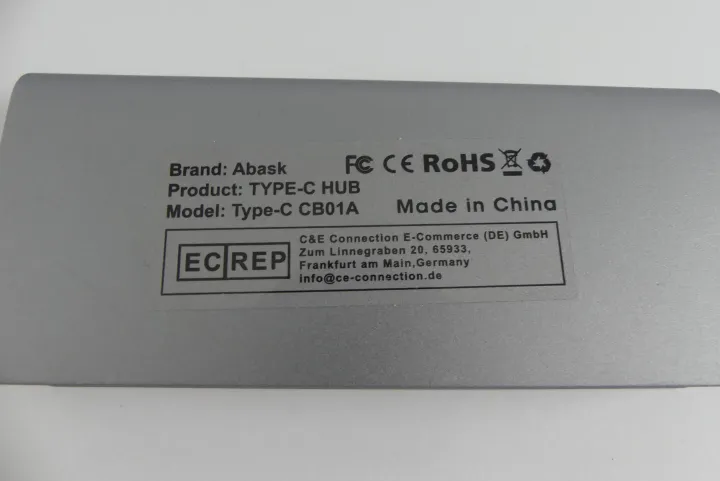 Brand: Abask
Product: TYPE-C HUB
Model: Type-C CB01A
FC CE RoHS
Made in China
EC REP
C&E Connection E-Commerce (DE) GmbH
Zum Linnegraben 20, 65933,
Frankfurt am Main,Germany
info@ce-connection.de